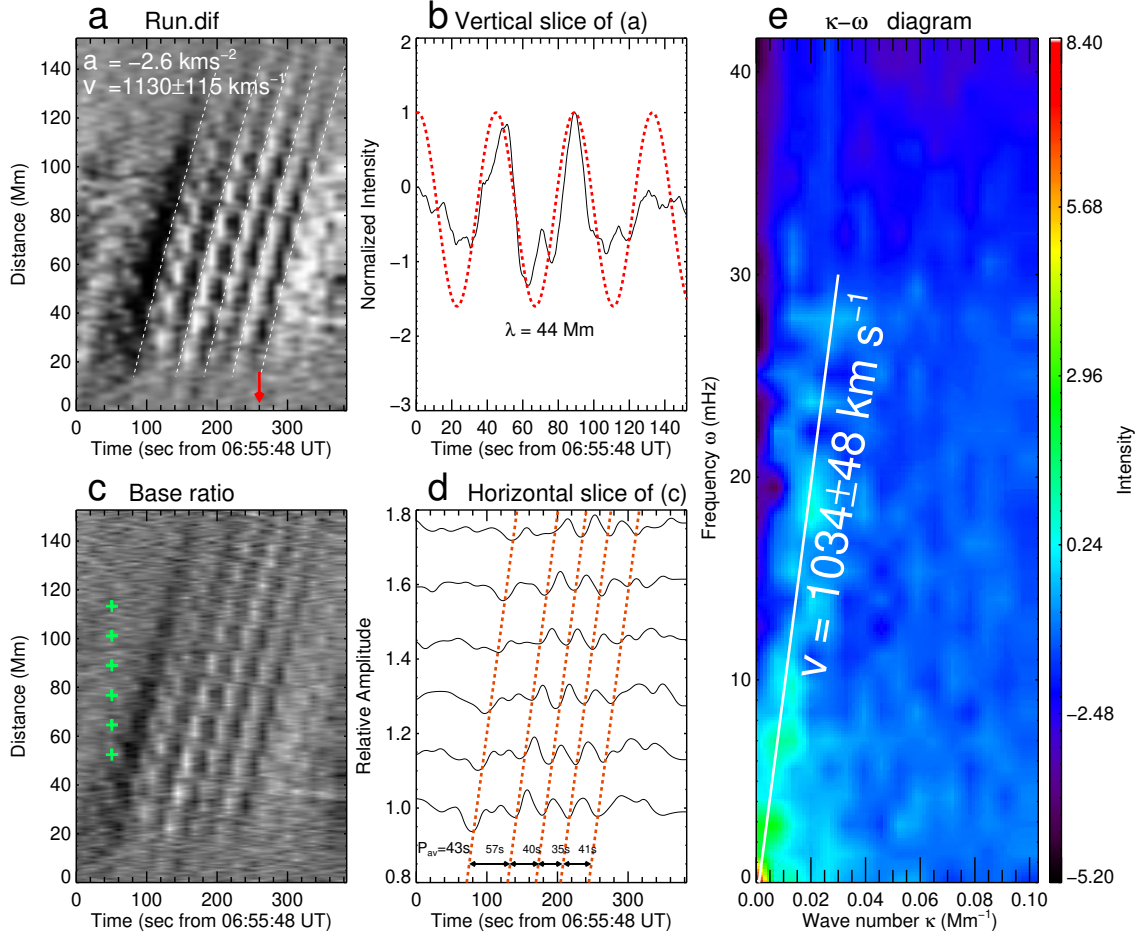 a Run.dif
a = −2.6 kms⁻²
v =1130±115 kms⁻¹
Distance (Mm)
140
120
100
80
60
40
20
0
0 100 200 300
Time (sec from 06:55:48 UT)
b Vertical slice of (a)
Normalized Intensity
2
1
0
−1
−2
−3
λ = 44 Mm
0 20 40 60 80 100 120 140
Time (sec from 06:55:48 UT)
c Base ratio
Distance (Mm)
140
120
100
80
60
40
20
0
0 100 200 300
Time (sec from 06:55:48 UT)
d Horizontal slice of (c)
Relative Amplitude
1.8
1.6
1.4
1.2
1.0
0.8
Pav=43s 57s 40s 35s 41s
0 100 200 300
Time (sec from 06:55:48 UT)
e κ−ω diagram
Frequency ω (mHz)
40
30
20
10
0
v = 1034±48 km s⁻¹
0.00 0.02 0.04 0.06 0.08 0.10
Wave number κ (Mm⁻¹)
8.40
5.68
2.96
0.24
−2.48
−5.20
Intensity